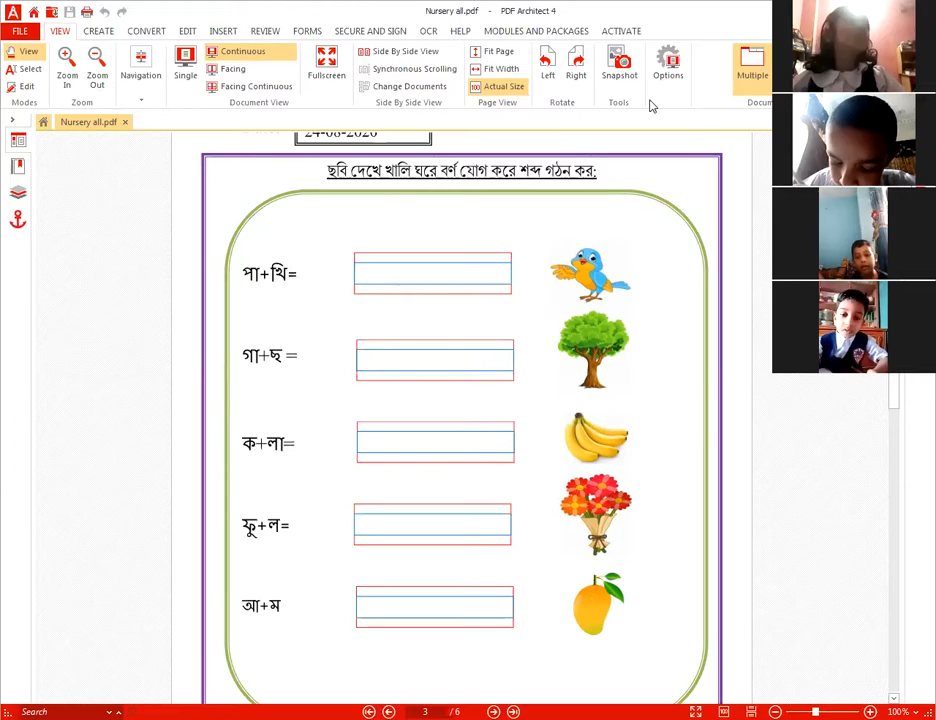 Nursery all.pdf - PDF Architect 4
FILE VIEW CREATE CONVERT EDIT INSERT REVIEW FORMS SECURE AND SIGN OCR HELP MODULES AND PACKAGES ACTIVATE
View Select Edit Modes
Zoom In Zoom Out Zoom
Navigation
Single Continuous Facing Facing Continuous Document View
Fullscreen
Side By Side View Synchronous Scrolling Change Documents Side By Side
Fit Page Fit Width 100 Actual Size Page View
Left Right Rotate
Snapshot Tools
Options
Multiple
Nursery all.pdf
24-08-2020
ছবি দেখে খালি ঘরে বর্ণ যোগ করে শব্দ গঠন কর:
পা+খি=
গা+ছ =
ক+লা=
ফু+ল=
আ+ম
Search 3 / 6 100 100%